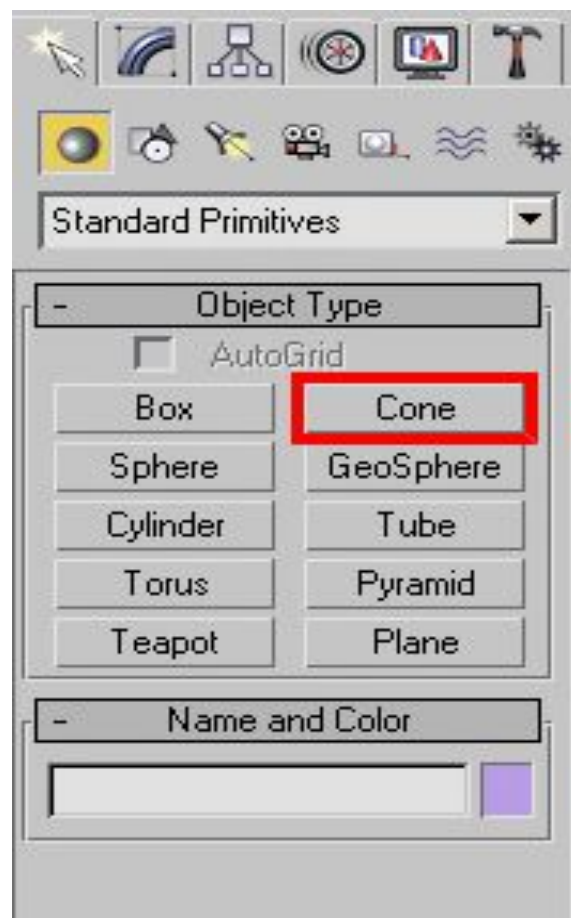 Standard Primitives
- Object Type
AutoGrid
Box Cone
Sphere GeoSphere
Cylinder Tube
Torus Pyramid
Teapot Plane
- Name and Color